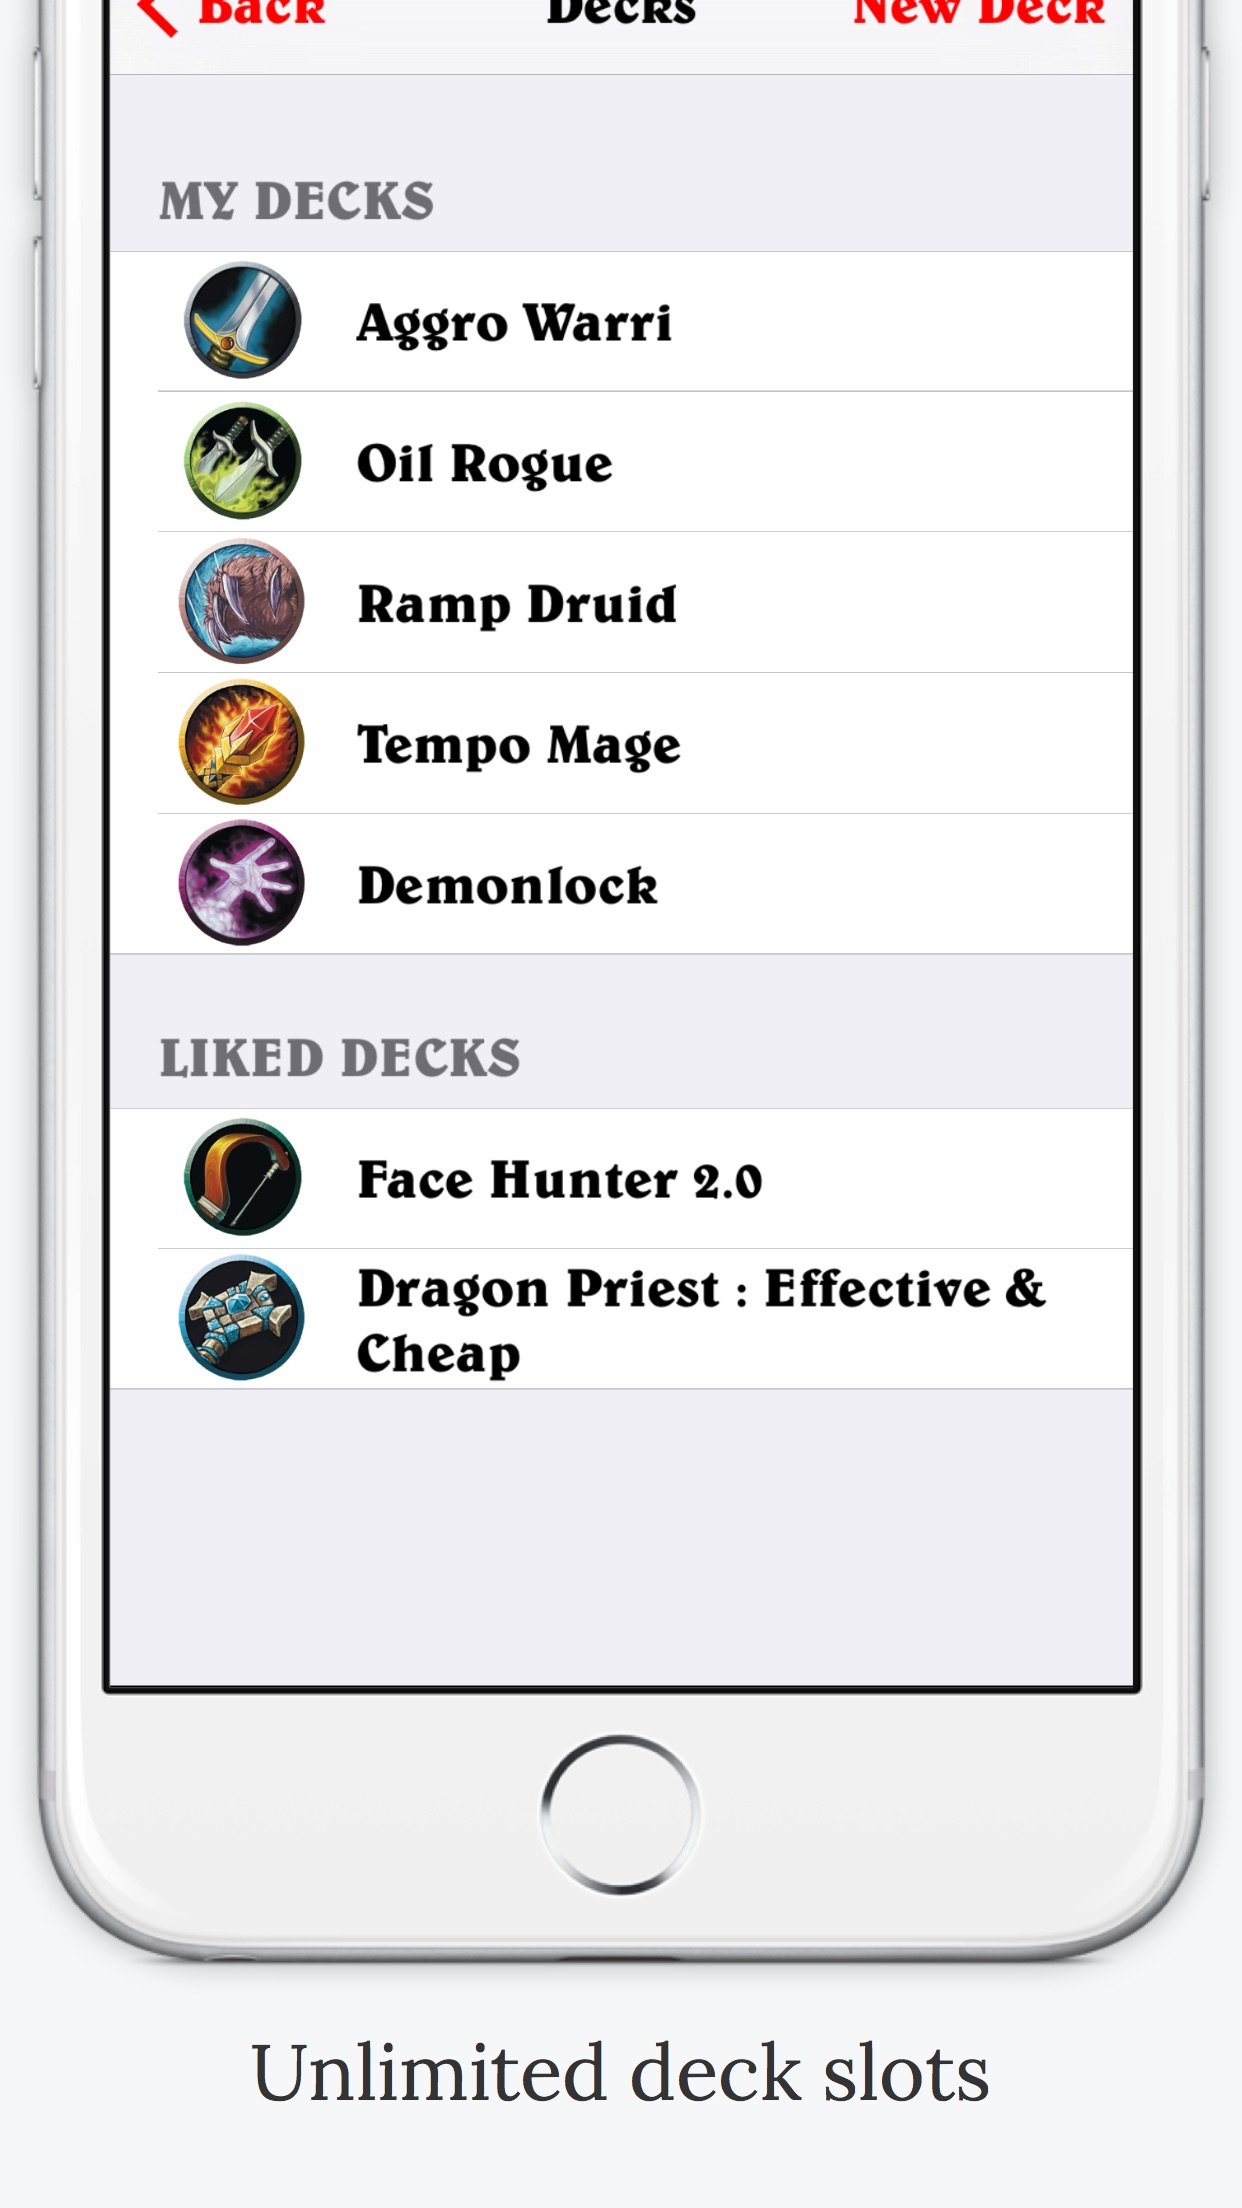 Back Decks New Deck
MY DECKS
Aggro Warri
Oil Rogue
Ramp Druid
Tempo Mage
Demonlock
LIKED DECKS
Face Hunter 2.0
Dragon Priest : Effective &
Cheap
Unlimited deck slots